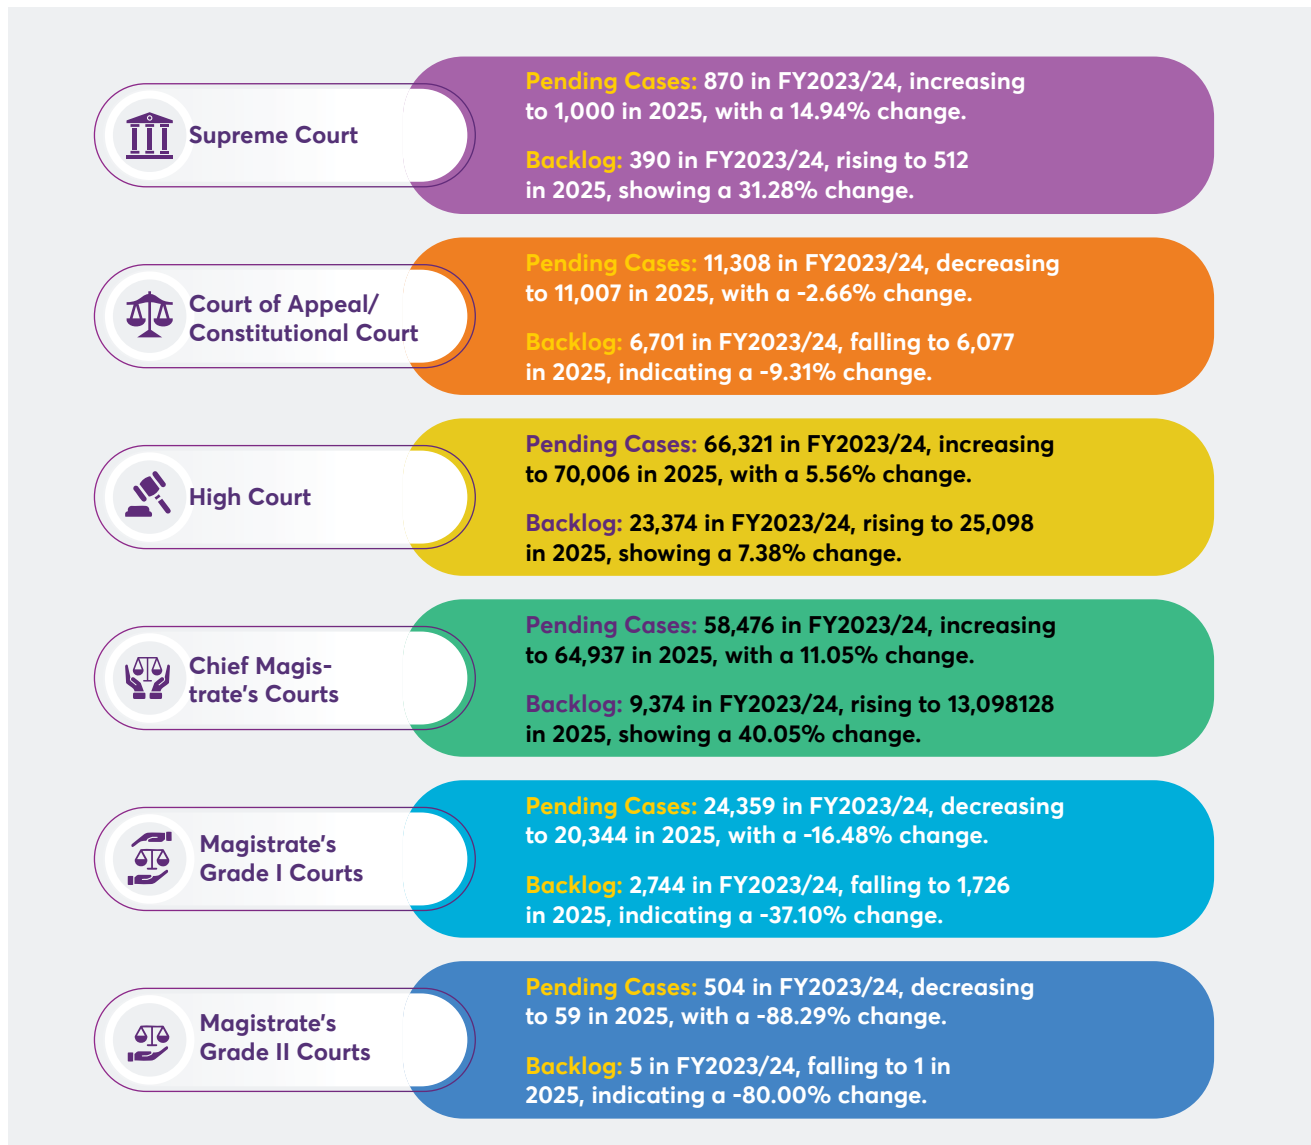 Supreme Court
Pending Cases: 870 in FY2023/24, increasing
to 1,000 in 2025, with a 14.94% change.
Backlog: 390 in FY2023/24, rising to 512
in 2025, showing a 31.28% change.
Court of Appeal/
Constitutional Court
Pending Cases: 11,308 in FY2023/24, decreasing
to 11,007 in 2025, with a -2.66% change.
Backlog: 6,701 in FY2023/24, falling to 6,077
in 2025, indicating a -9.31% change.
High Court
Pending Cases: 66,321 in FY2023/24, increasing
to 70,006 in 2025, with a 5.56% change.
Backlog: 23,374 in FY2023/24, rising to 25,098
in 2025, showing a 7.38% change.
Chief Magis-
trate's Courts
Pending Cases: 58,476 in FY2023/24, increasing
to 64,937 in 2025, with a 11.05% change.
Backlog: 9,374 in FY2023/24, rising to 13,098128
in 2025, showing a 40.05% change.
Magistrate's
Grade I Courts
Pending Cases: 24,359 in FY2023/24, decreasing
to 20,344 in 2025, with a -16.48% change.
Backlog: 2,744 in FY2023/24, falling to 1,726
in 2025, indicating a -37.10% change.
Magistrate's
Grade II Courts
Pending Cases: 504 in FY2023/24, decreasing
to 59 in 2025, with a -88.29% change.
Backlog: 5 in FY2023/24, falling to 1 in
2025, indicating a -80.00% change.